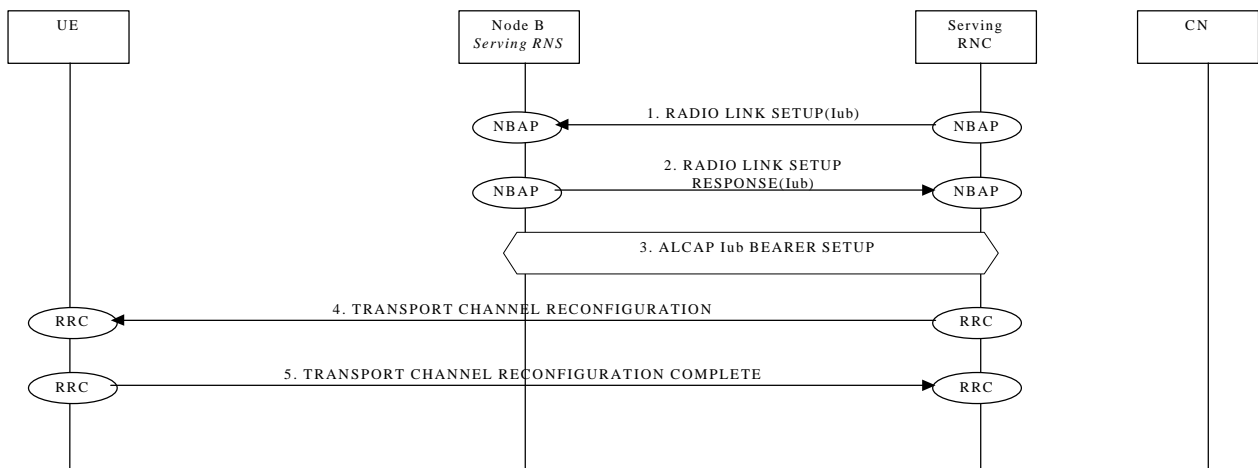 UE
Node B
Serving RNS
Serving
RNC
CN
1. RADIO LINK SETUP(Iub)
NBAP
NBAP
2. RADIO LINK SETUP
RESPONSE(Iub)
NBAP
NBAP
3. ALCAP Iub BEARER SETUP
4. TRANSPORT CHANNEL RECONFIGURATION
RRC
RRC
5. TRANSPORT CHANNEL RECONFIGURATION COMPLETE
RRC
RRC